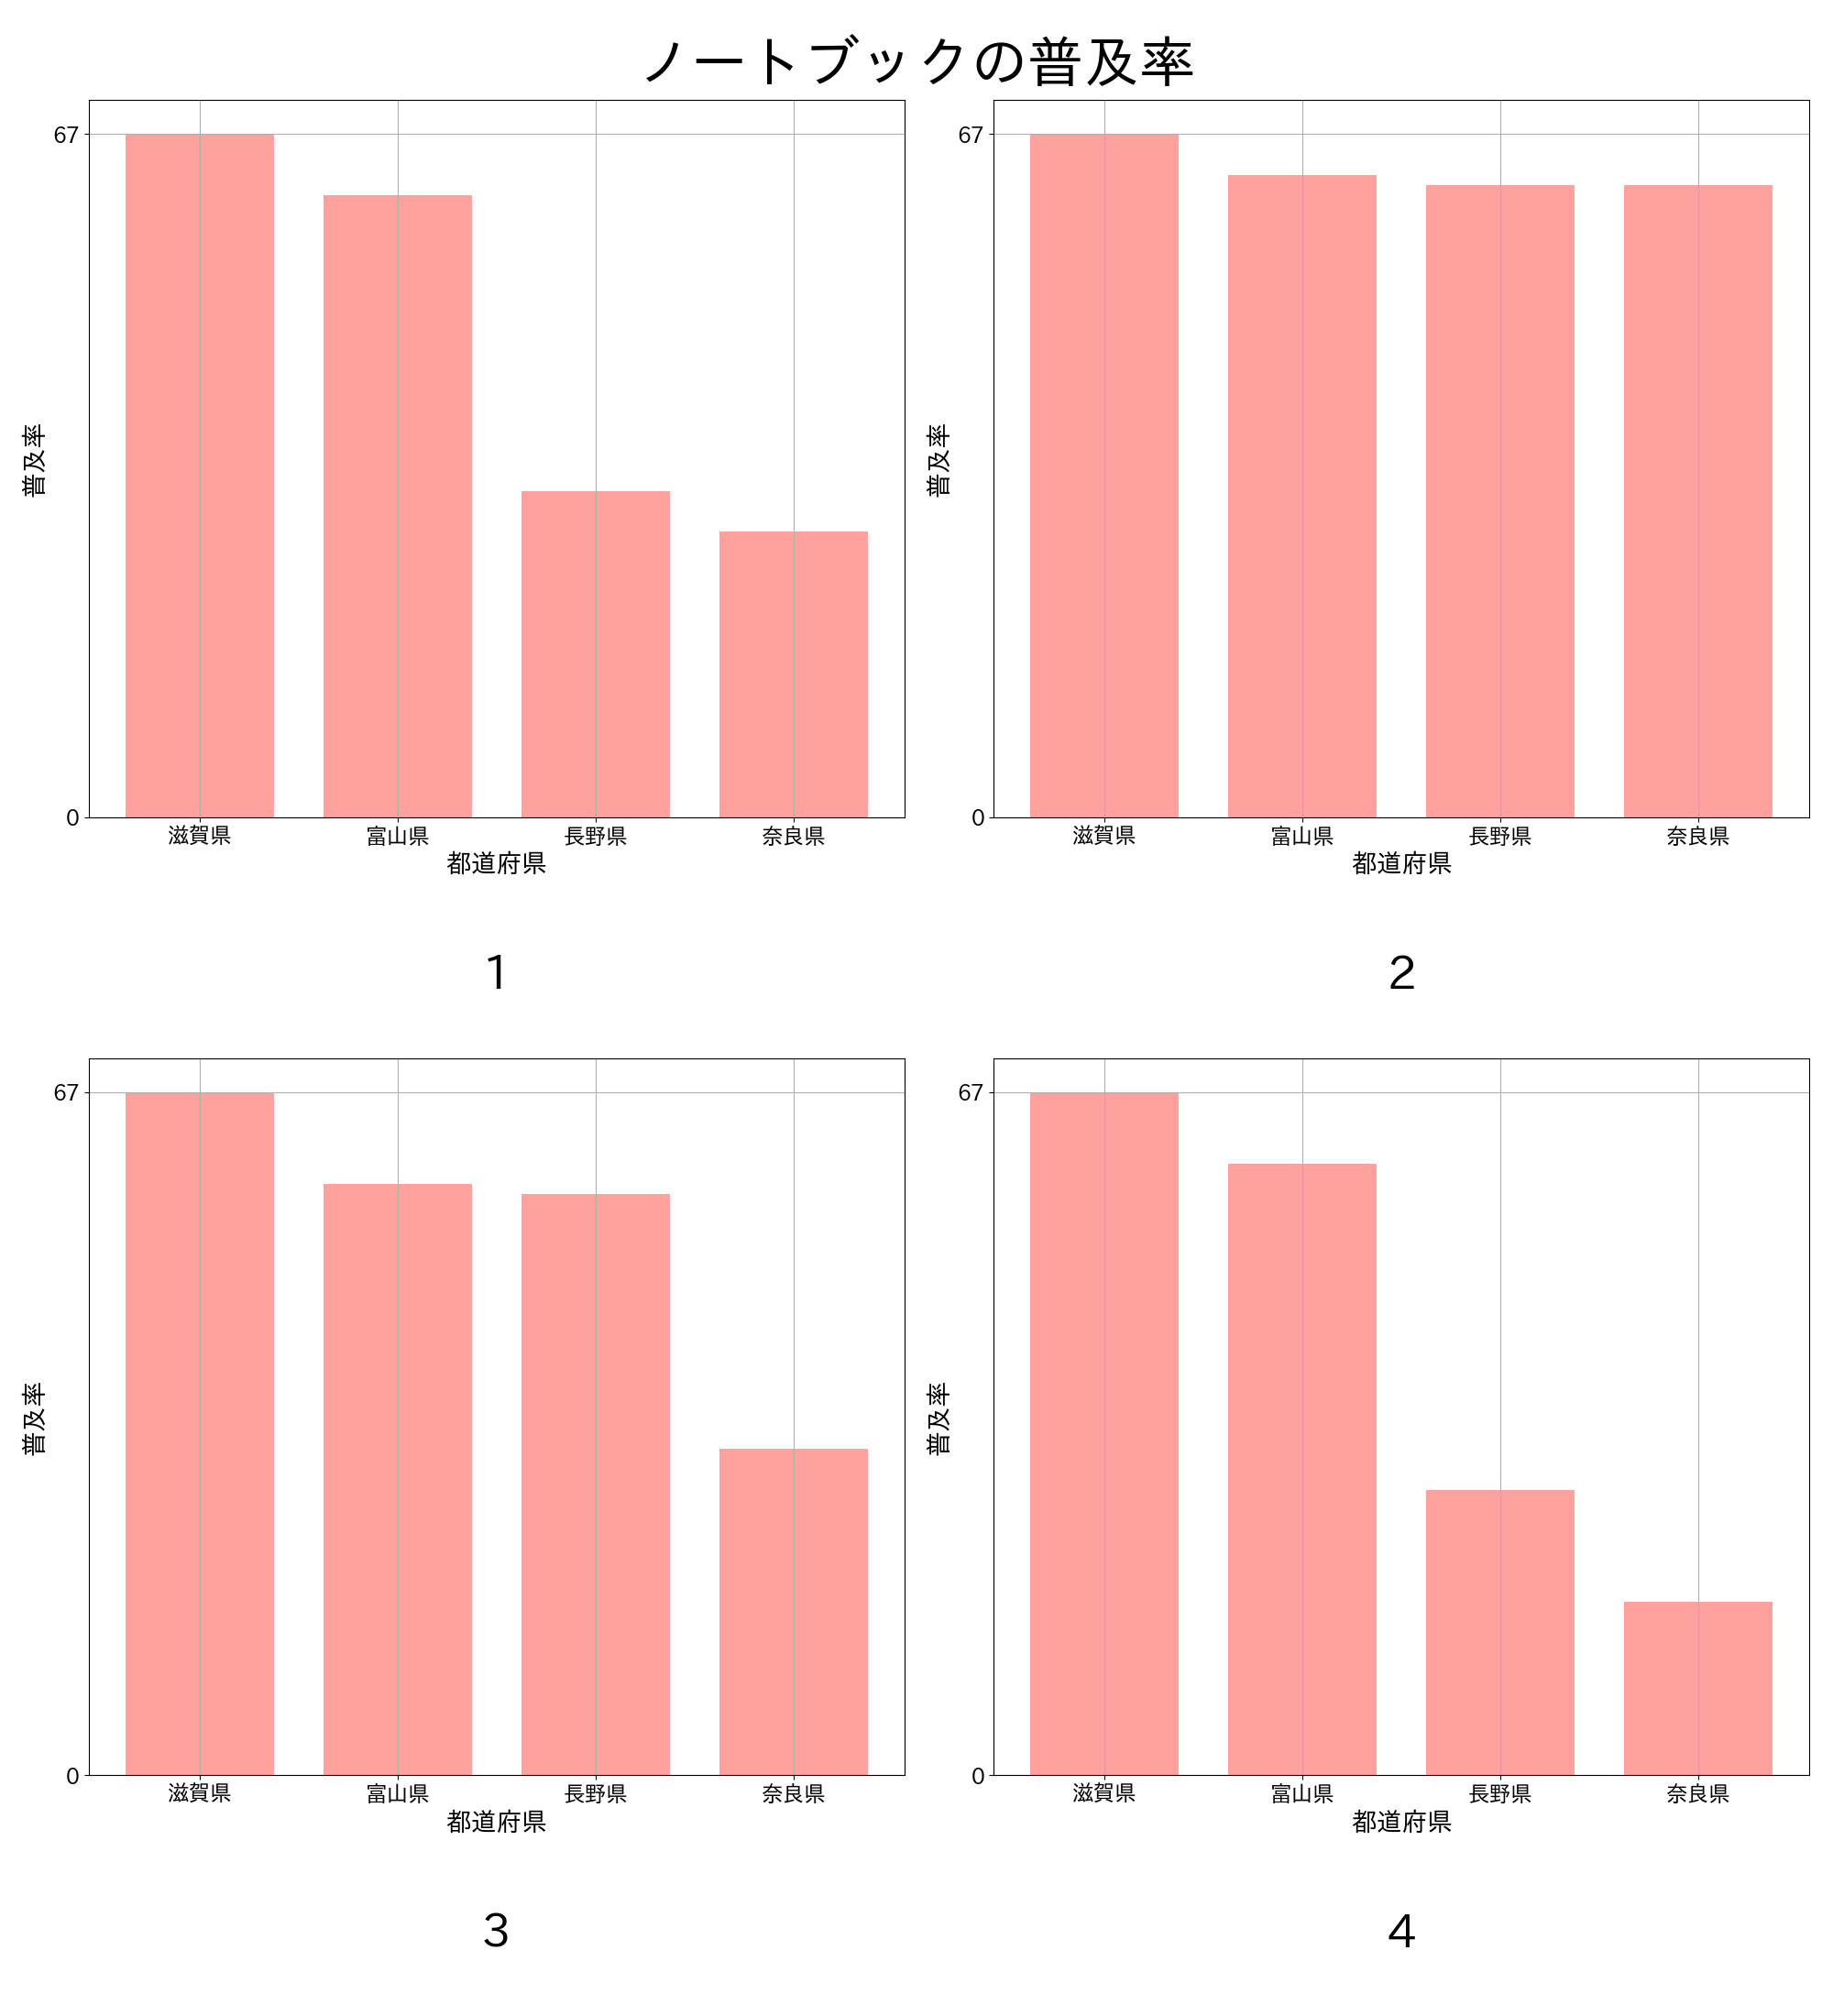 ノートブックの普及率
67
0
普及率
滋賀県 富山県 長野県 奈良県
都道府県
1
67
0
普及率
滋賀県 富山県 長野県 奈良県
都道府県
2
67
0
普及率
滋賀県 富山県 長野県 奈良県
都道府県
3
67
0
普及率
滋賀県 富山県 長野県 奈良県
都道府県
4